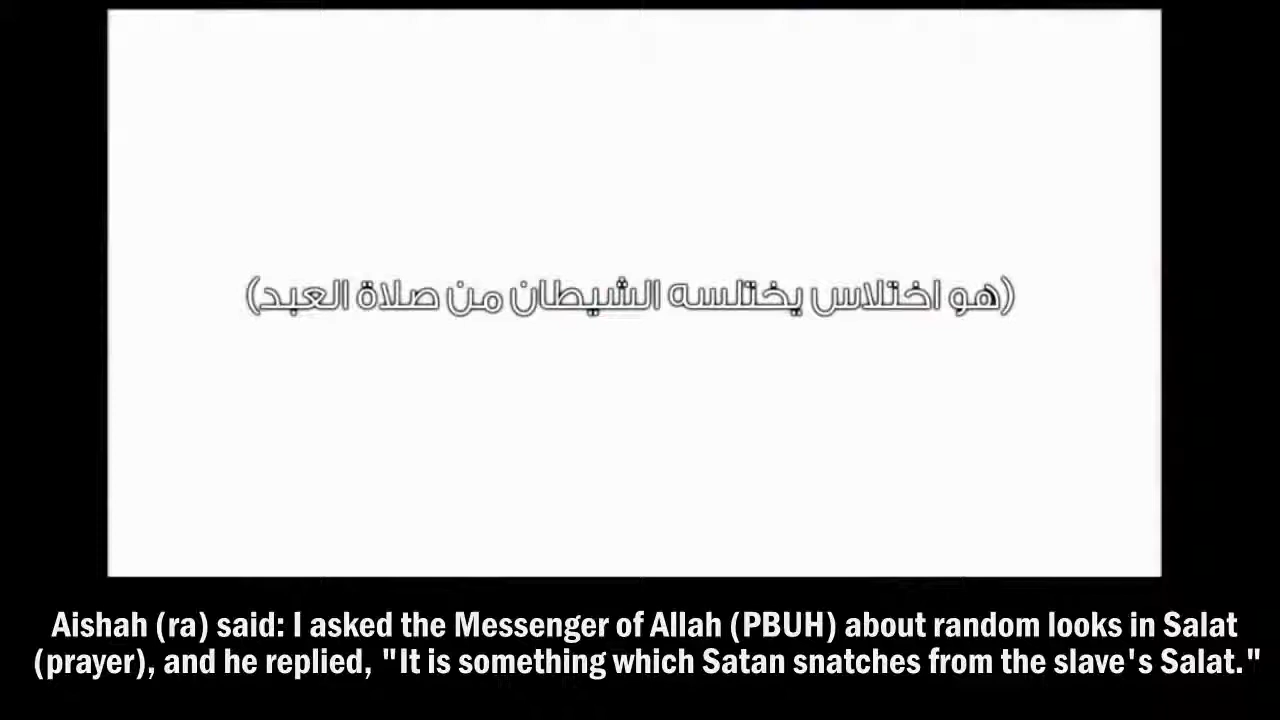 (هو اختلاس يختلسه الشيطان من صلاة العبد)
Aishah (ra) said: I asked the Messenger of Allah (PBUH) about random looks in Salat
(prayer), and he replied, "It is something which Satan snatches from the slave's Salat."